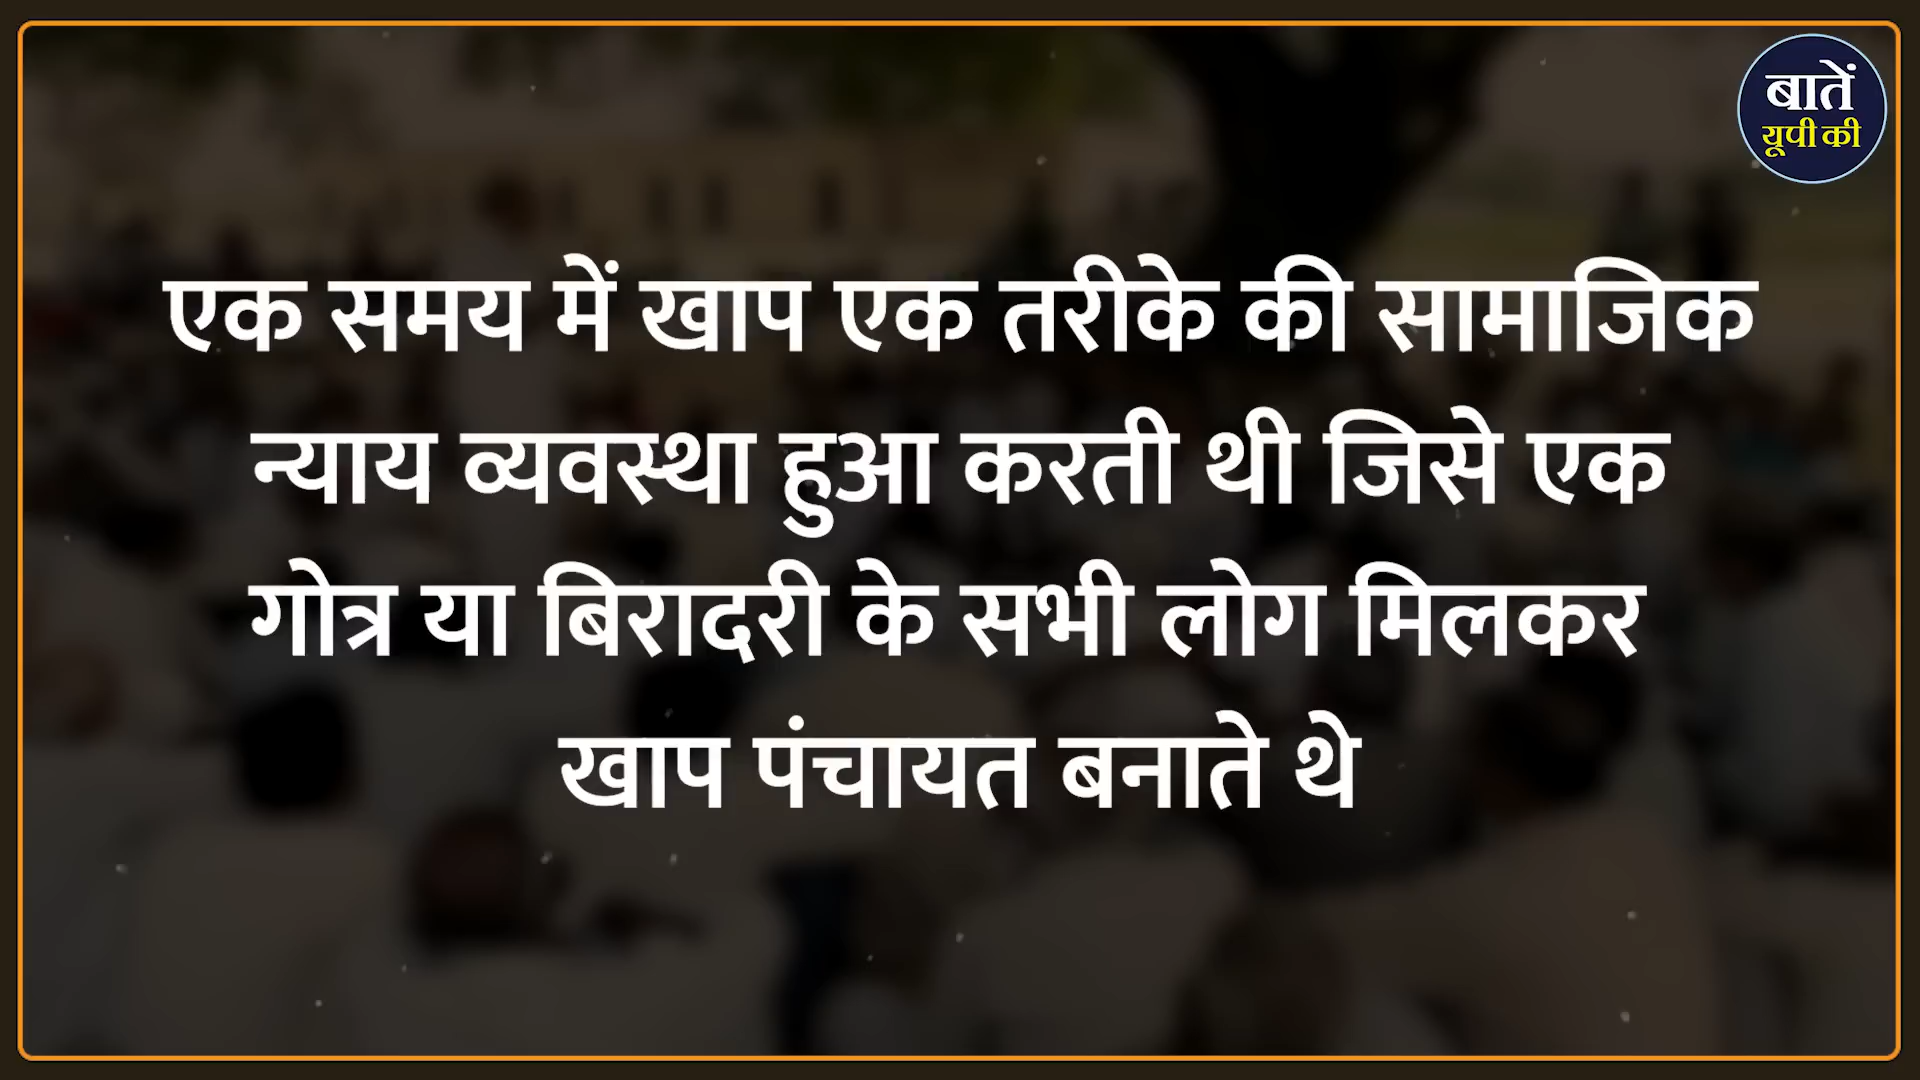 बातें
यूपी की
एक समय में खाप एक तरीके की सामाजिक
न्याय व्यवस्था हुआ करती थी जिसे एक
गोत्र या बिरादरी के सभी लोग मिलकर
खाप पंचायत बनाते थे